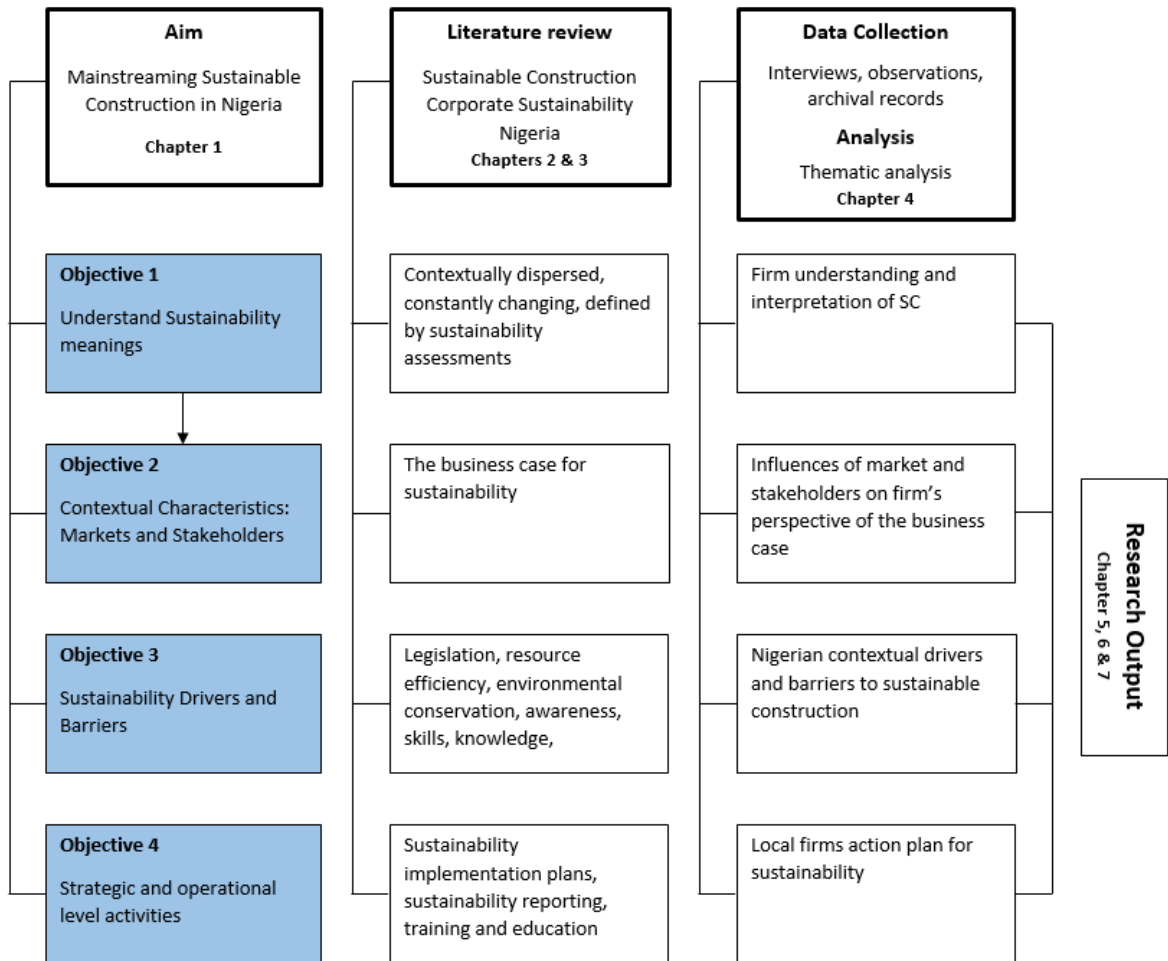 Aim
Mainstreaming Sustainable
Construction in Nigeria
Chapter 1
Literature review
Sustainable Construction
Corporate Sustainability
Nigeria
Chapters 2 & 3
Data Collection
Interviews, observations,
archival records
Analysis
Thematic analysis
Chapter 4
Objective 1
Understand Sustainability
meanings
Contextually dispersed,
constantly changing, defined
by sustainability
assessments
Firm understanding and
interpretation of SC
Objective 2
Contextual Characteristics:
Markets and Stakeholders
The business case for
sustainability
Influences of market and
stakeholders on firm's
perspective of the business
case
Objective 3
Sustainability Drivers and
Barriers
Legislation, resource
efficiency, environmental
conservation, awareness,
skills, knowledge,
Nigerian contextual drivers
and barriers to sustainable
construction
Objective 4
Strategic and operational
level activities
Sustainability
implementation plans,
sustainability reporting,
training and education
Local firms action plan for
sustainability
Research Output
Chapter 5, 6 & 7